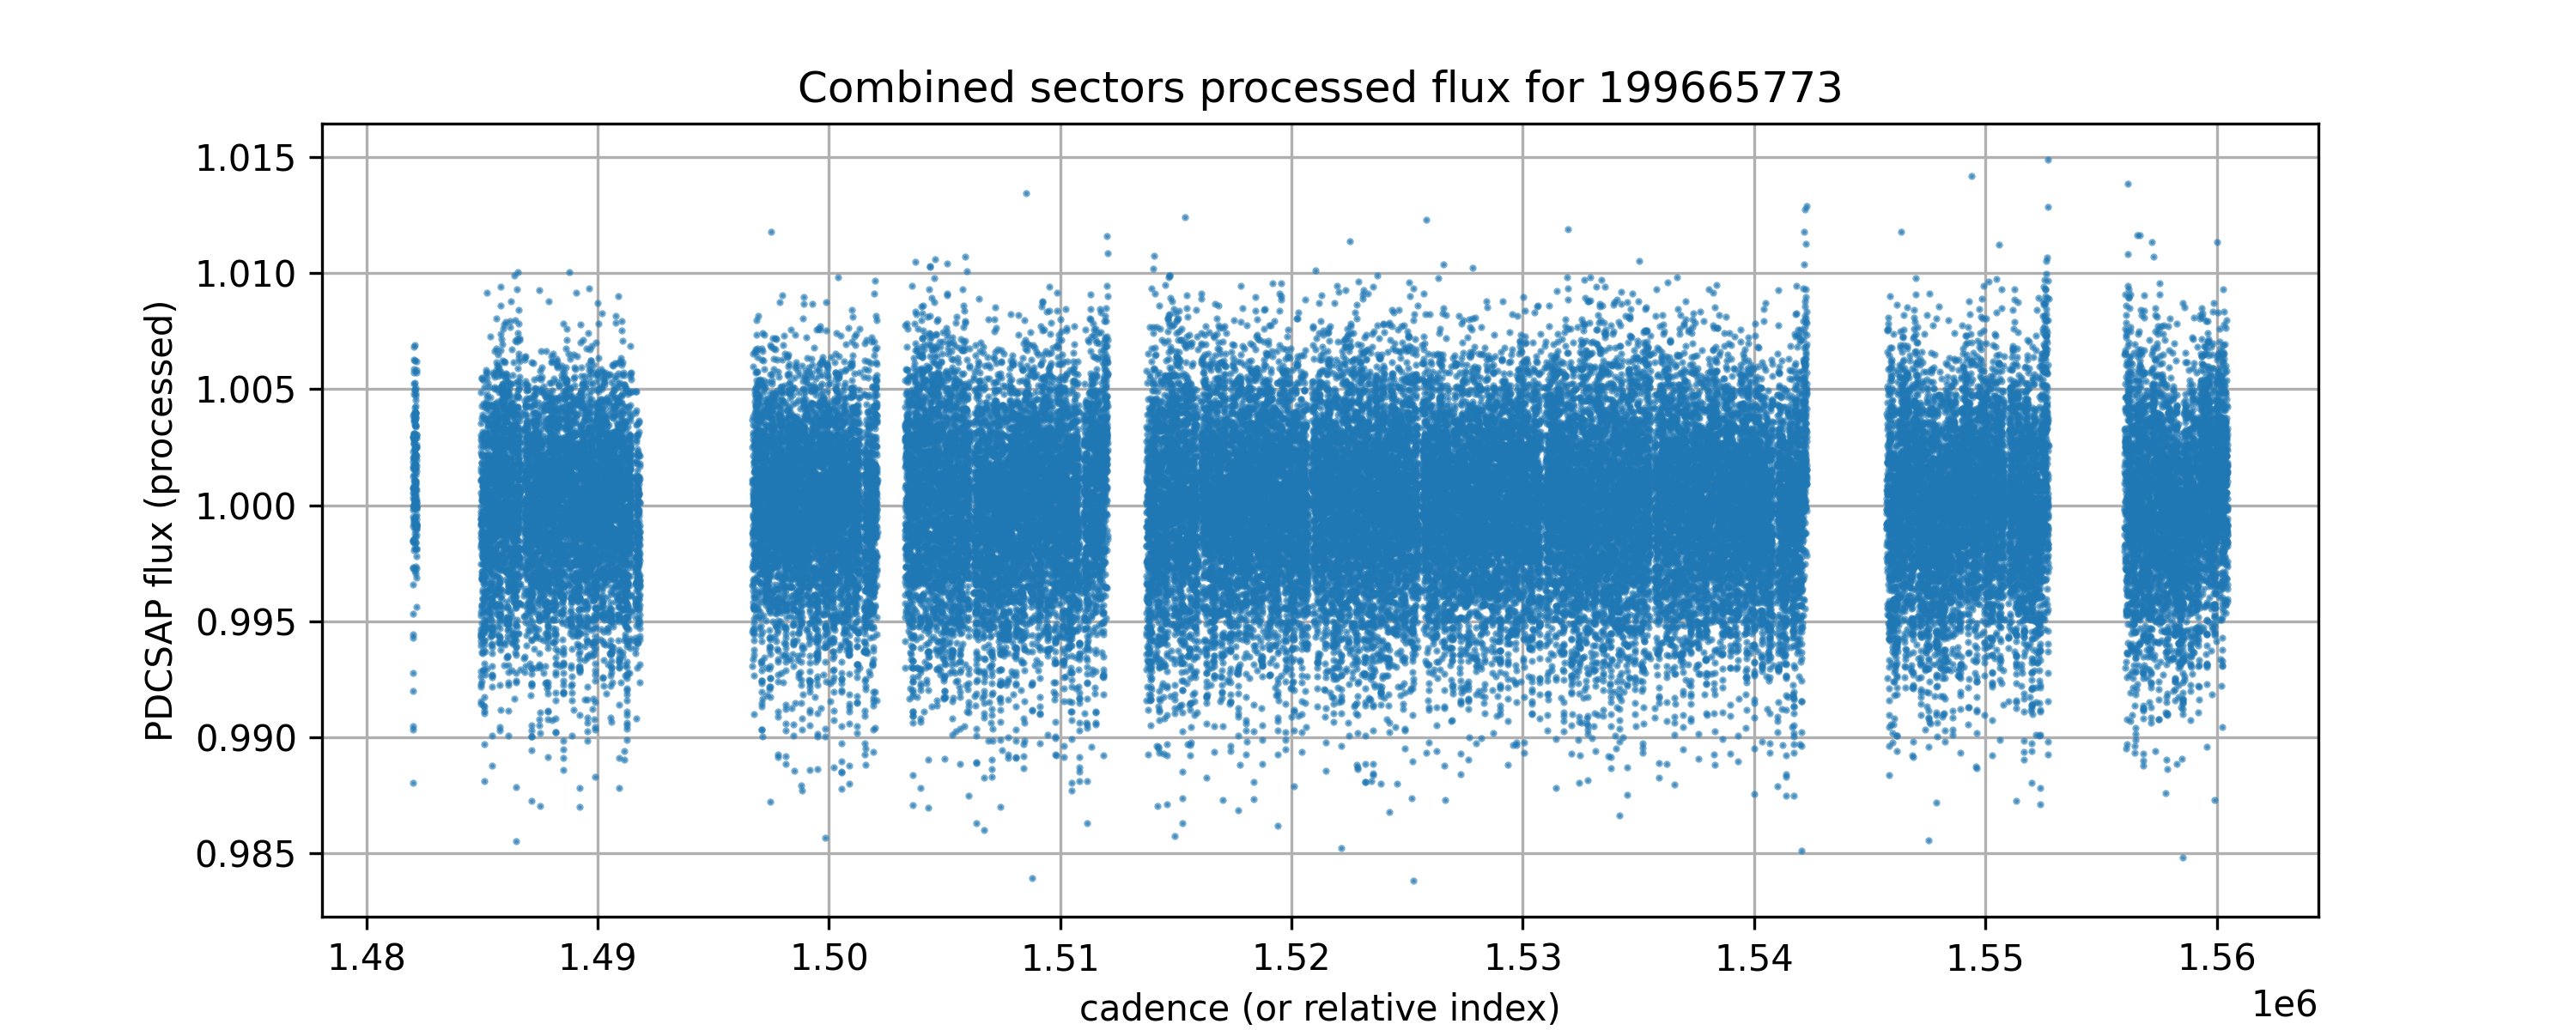 Combined sectors processed flux for 199665773
PDCSAP flux (processed)
1.015
1.010
1.005
1.000
0.995
0.990
0.985
1.48 1.49 1.50 1.51 1.52 1.53 1.54 1.55 1.56
1e6
cadence (or relative index)